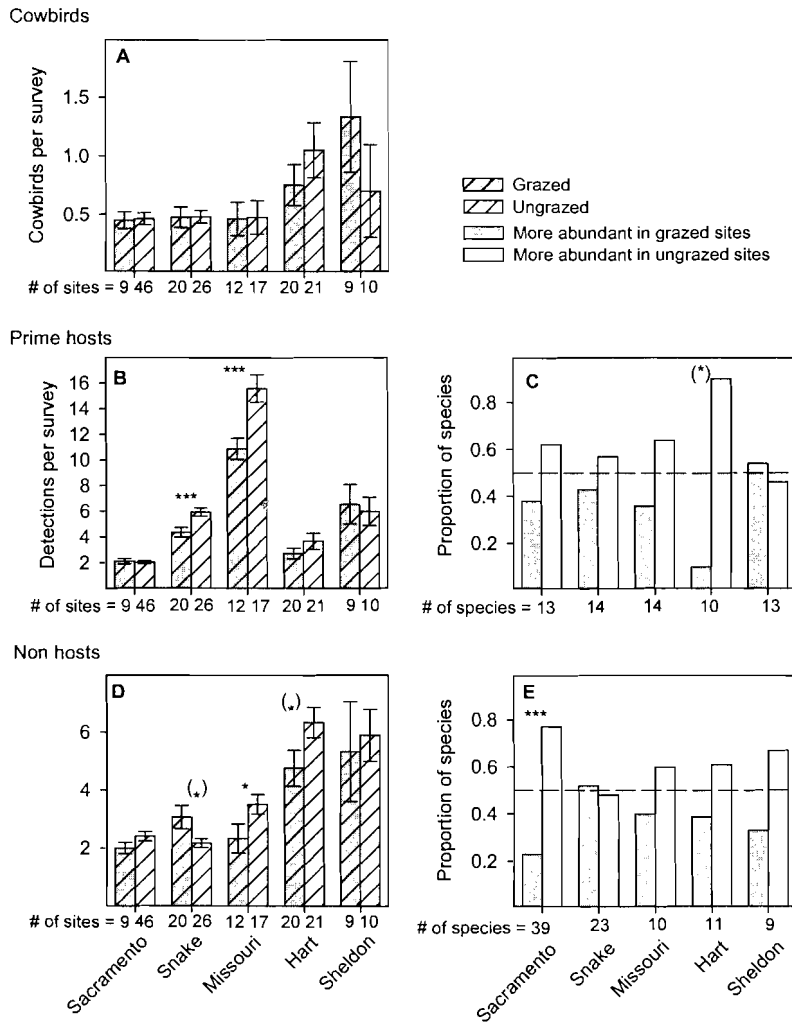 Cowbirds
A
Cowbirds per survey
1.5
1.0
0.5
# of sites = 9 46 20 26 12 17 20 21 9 10
Grazed
Ungrazed
More abundant in grazed sites
More abundant in ungrazed sites
Prime hosts
B
Detections per survey
16
14
12
10
8
6
4
2
***
***
# of sites = 9 46 20 26 12 17 20 21 9 10
C
Proportion of species
0.8
0.6
0.4
0.2
(*)
# of species = 13 14 14 10 13
Non hosts
D
6
4
2
(*)
*
(*)
# of sites = 9 46 20 26 12 17 20 21 9 10
Sacramento
Snake
Missouri
Hart
Sheldon
E
Proportion of species
0.8
0.6
0.4
0.2
***
# of species = 39 23 10 11 9
Sacramento
Snake
Missouri
Hart
Sheldon